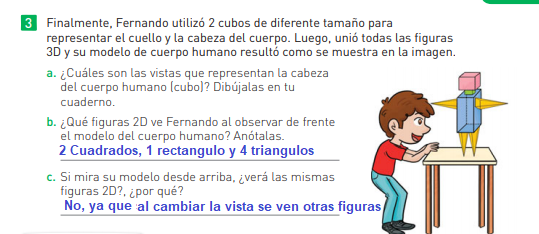 3 Finalmente, Fernando utilizó 2 cubos de diferente tamaño para
representar el cuello y la cabeza del cuerpo. Luego, unió todas las figuras
3D y su modelo de cuerpo humano resultó como se muestra en la imagen.
a. ¿Cuáles son las vistas que representan la cabeza
del cuerpo humano (cubo)? Dibújalas en tu
cuaderno.
b. ¿Qué figuras 2D ve Fernando al observar de frente
el modelo del cuerpo humano? Anótalas.
2 Cuadrados, 1 rectangulo y 4 triangulos
c. Si mira su modelo desde arriba, ¿verá las mismas
figuras 2D?, ¿por qué?
No, ya que al cambiar la vista se ven otras figuras